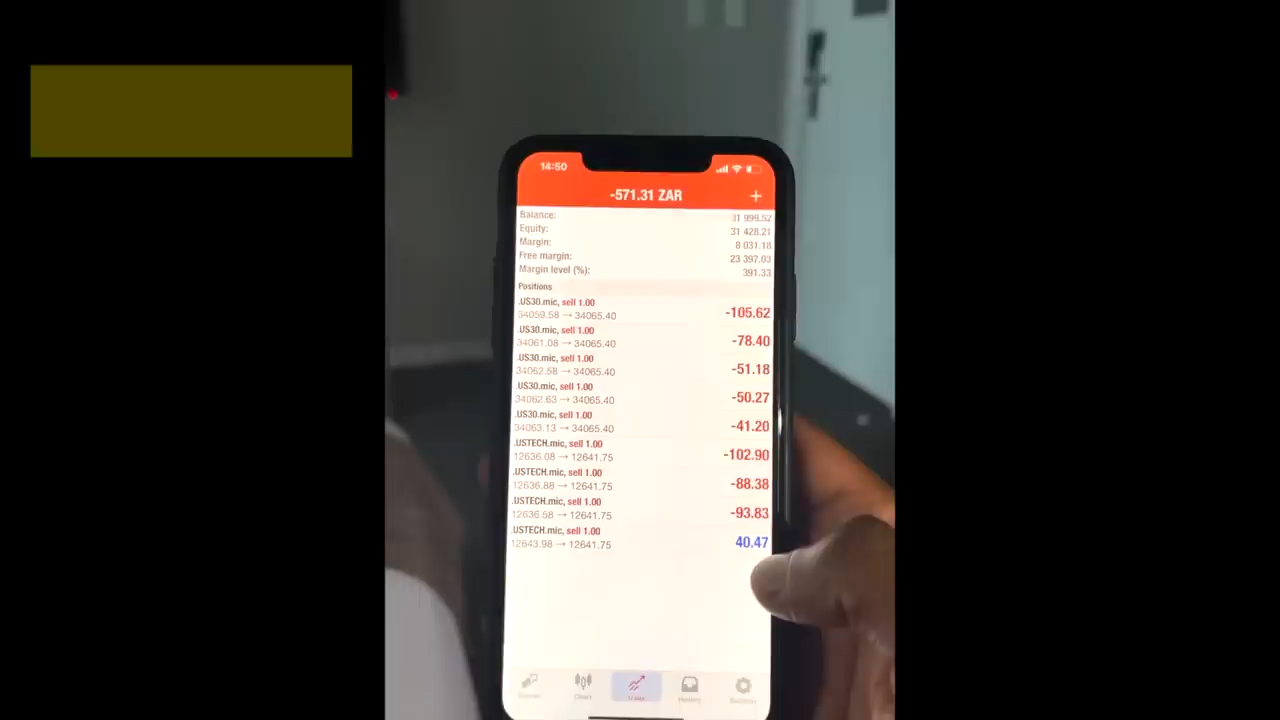 14:50
-571.31 ZAR +
Balance: 31 999.52
Equity: 31 428.21
Margin: 8 031.18
Free margin: 23 397.03
Margin level (%): 391.33
Positions
.US30.mic, sell 1.00
34059.58 → 34065.40 -105.62
.US30.mic, sell 1.00
34061.08 → 34065.40 -78.40
.US30.mic, sell 1.00
34062.58 → 34065.40 -51.18
.US30.mic, sell 1.00
34062.63 → 34065.40 -50.27
.US30.mic, sell 1.00
34063.13 → 34065.40 -41.20
.USTECH.mic, sell 1.00
12636.08 → 12641.75 -102.90
.USTECH.mic, sell 1.00
12636.88 → 12641.75 -88.38
.USTECH.mic, sell 1.00
12636.58 → 12641.75 -93.83
.USTECH.mic, sell 1.00
12643.98 → 12641.75 40.47